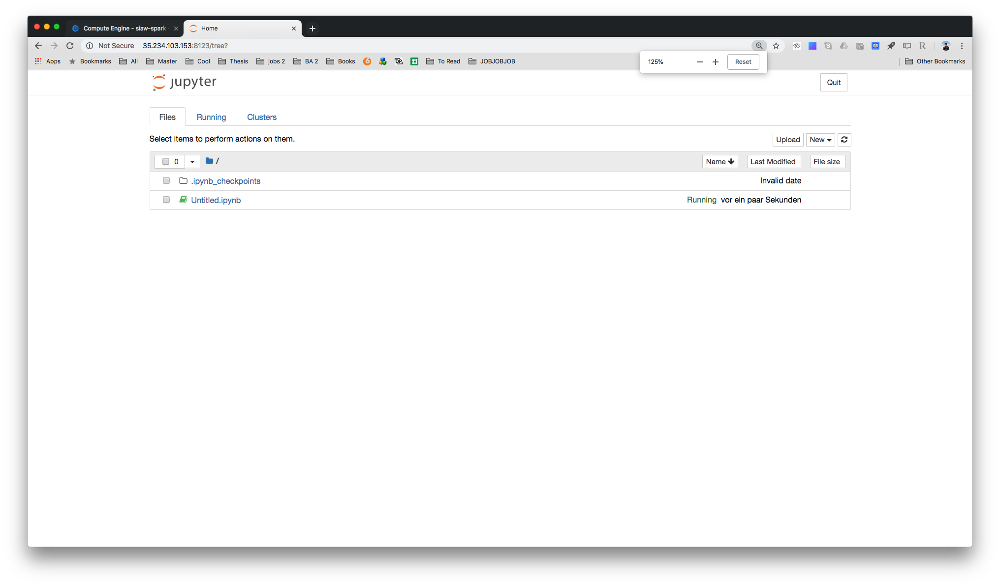 Compute Engine - siaw-spark
Home
Not Secure
35.234.103.153:8123/tree?
Apps
Bookmarks
All
Master
Cool
Thesis
jobs 2
BA 2
Books
DP.
To Read
JOBJOBJOB
Other Bookmarks
125%
Reset
jupyter
Quit
Files
Running
Clusters
Select items to perform actions on them.
Upload
New
0
/
Name
Last Modified
File size
.ipynb_checkpoints
Invalid date
Untitled.ipynb
Running vor ein paar Sekunden